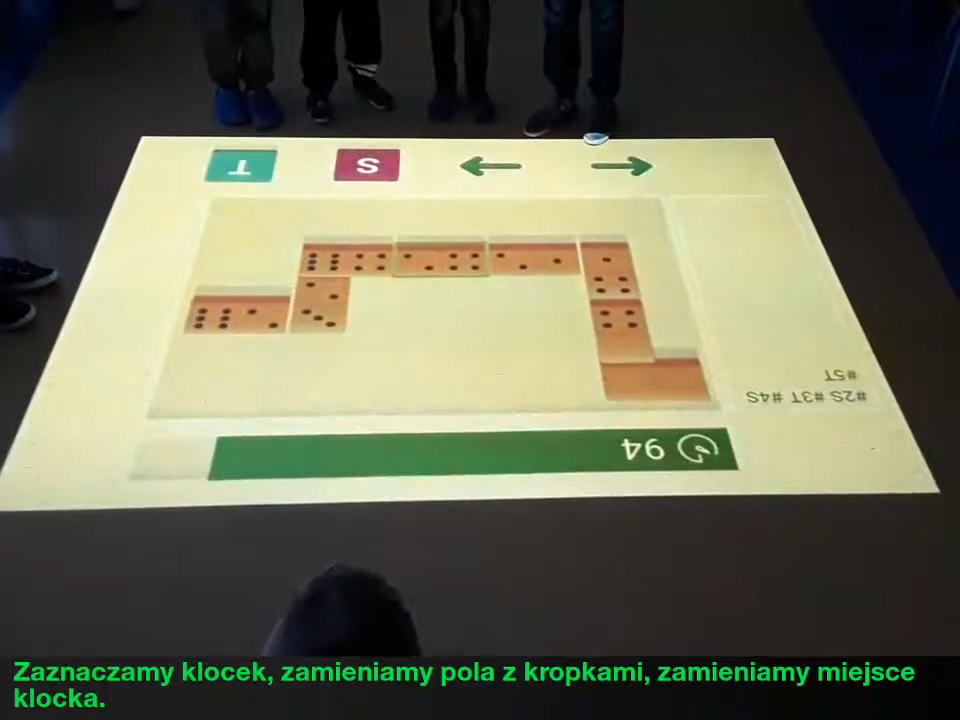 T
S
#5T
#2S #3T #4S
94
Zaznaczamy klocek, zamieniamy pola z kropkami, zamieniamy miejsce
klocka.